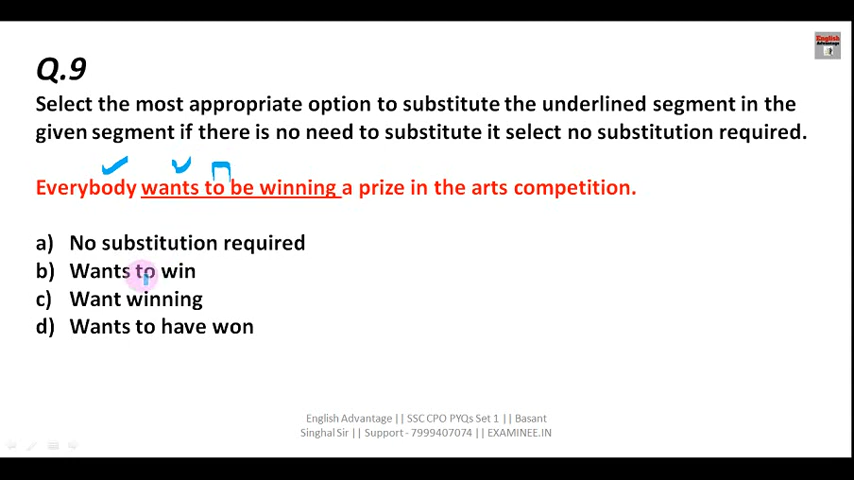 English
Advantage
Q.9
Select the most appropriate option to substitute the underlined segment in the
given segment if there is no need to substitute it select no substitution required.
Everybody wants to be winning a prize in the arts competition.
a) No substitution required
b) Wants to win
c) Want winning
d) Wants to have won
English Advantage || SSC CPO PYQs Set 1 || Basant
Singhal Sir || Support - 7999407074 || EXAMINEE.IN